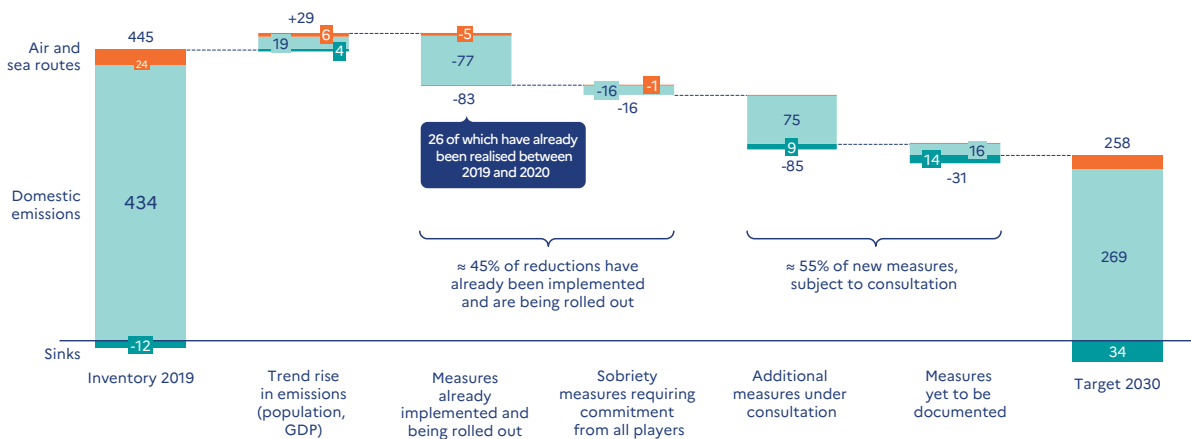 Air and
sea routes
Domestic
emissions
Sinks
445
24
434
-12
+29
6
19
4
-5
-77
-83
26 of which have already
been realised between
2019 and 2020
-16
-1
-16
75
9
-85
16
14
-31
258
269
34
≈ 45% of reductions have
already been implemented
and are being rolled out
≈ 55% of new measures,
subject to consultation
Inventory 2019
Trend rise
in emissions
(population,
GDP)
Measures
already
implemented and
being rolled out
Sobriety
measures requiring
commitment
from all players
Additional
measures under
consultation
Measures
yet to be
documented
Target 2030